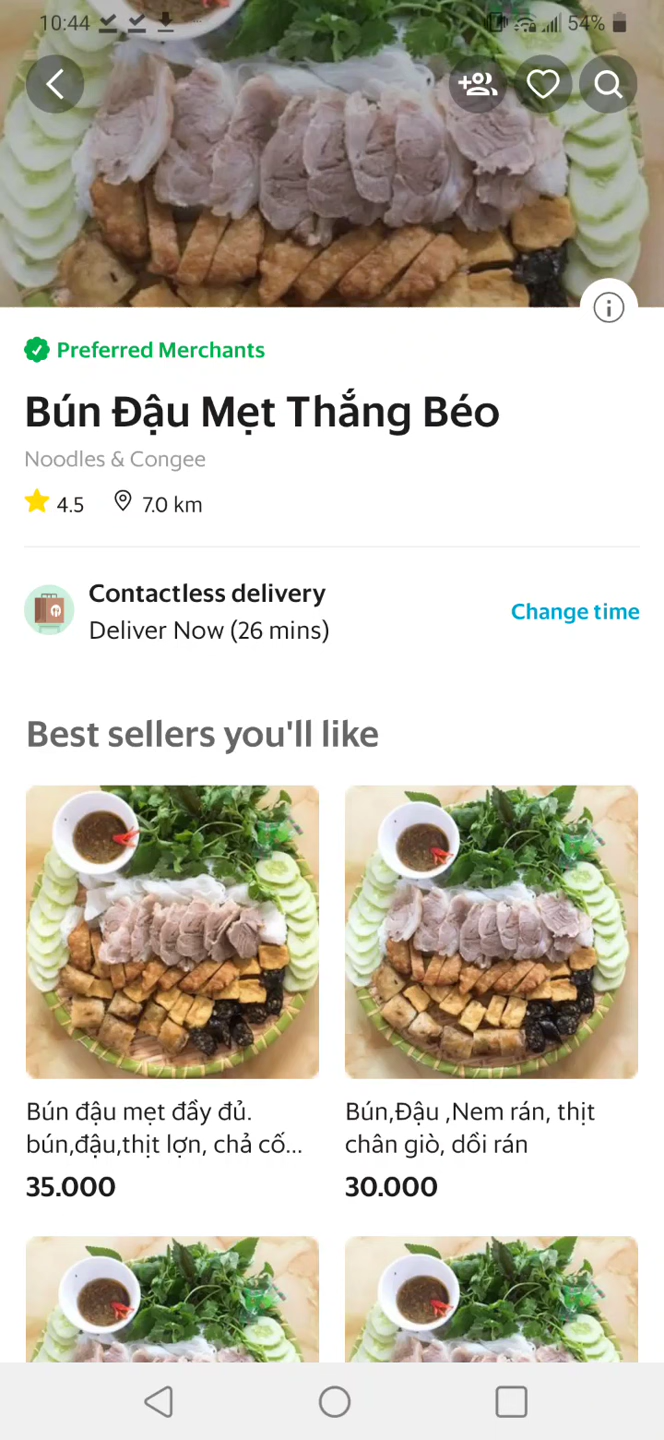 10:44
54%
Preferred Merchants
Bún Đậu Mẹt Thắng Béo
Noodles & Congee
4.5
7.0 km
Contactless delivery
Deliver Now (26 mins)
Change time
Best sellers you'll like
Bún đậu mẹt đầy đủ.
bún,đậu,thịt lợn, chả cố...
35.000
Bún,Đậu ,Nem rán, thịt
chân giò, dồi rán
30.000